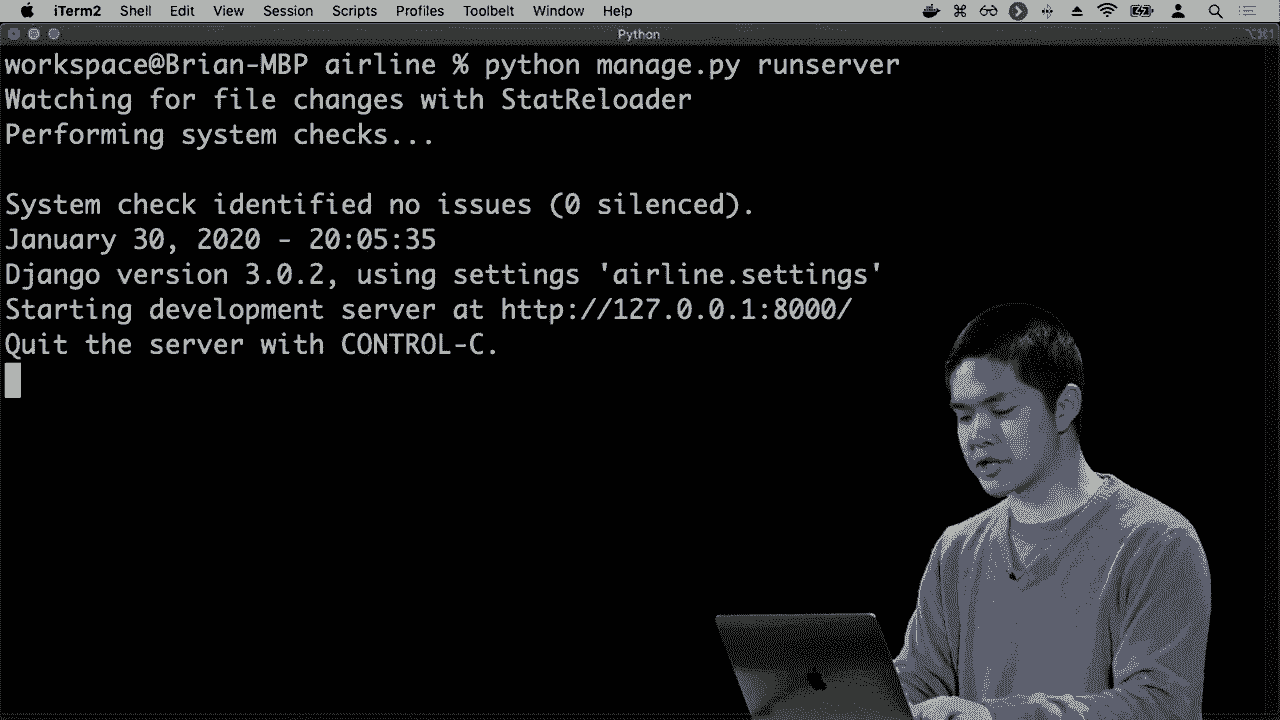 iTerm2 Shell Edit View Session Scripts Profiles Toolbelt Window Help
Python
workspace@Brian-MBP airline % python manage.py runserver
Watching for file changes with StatReloader
Performing system checks...
System check identified no issues (0 silenced).
January 30, 2020 - 20:05:35
Django version 3.0.2, using settings 'airline.settings'
Starting development server at http://127.0.0.1:8000/
Quit the server with CONTROL-C.